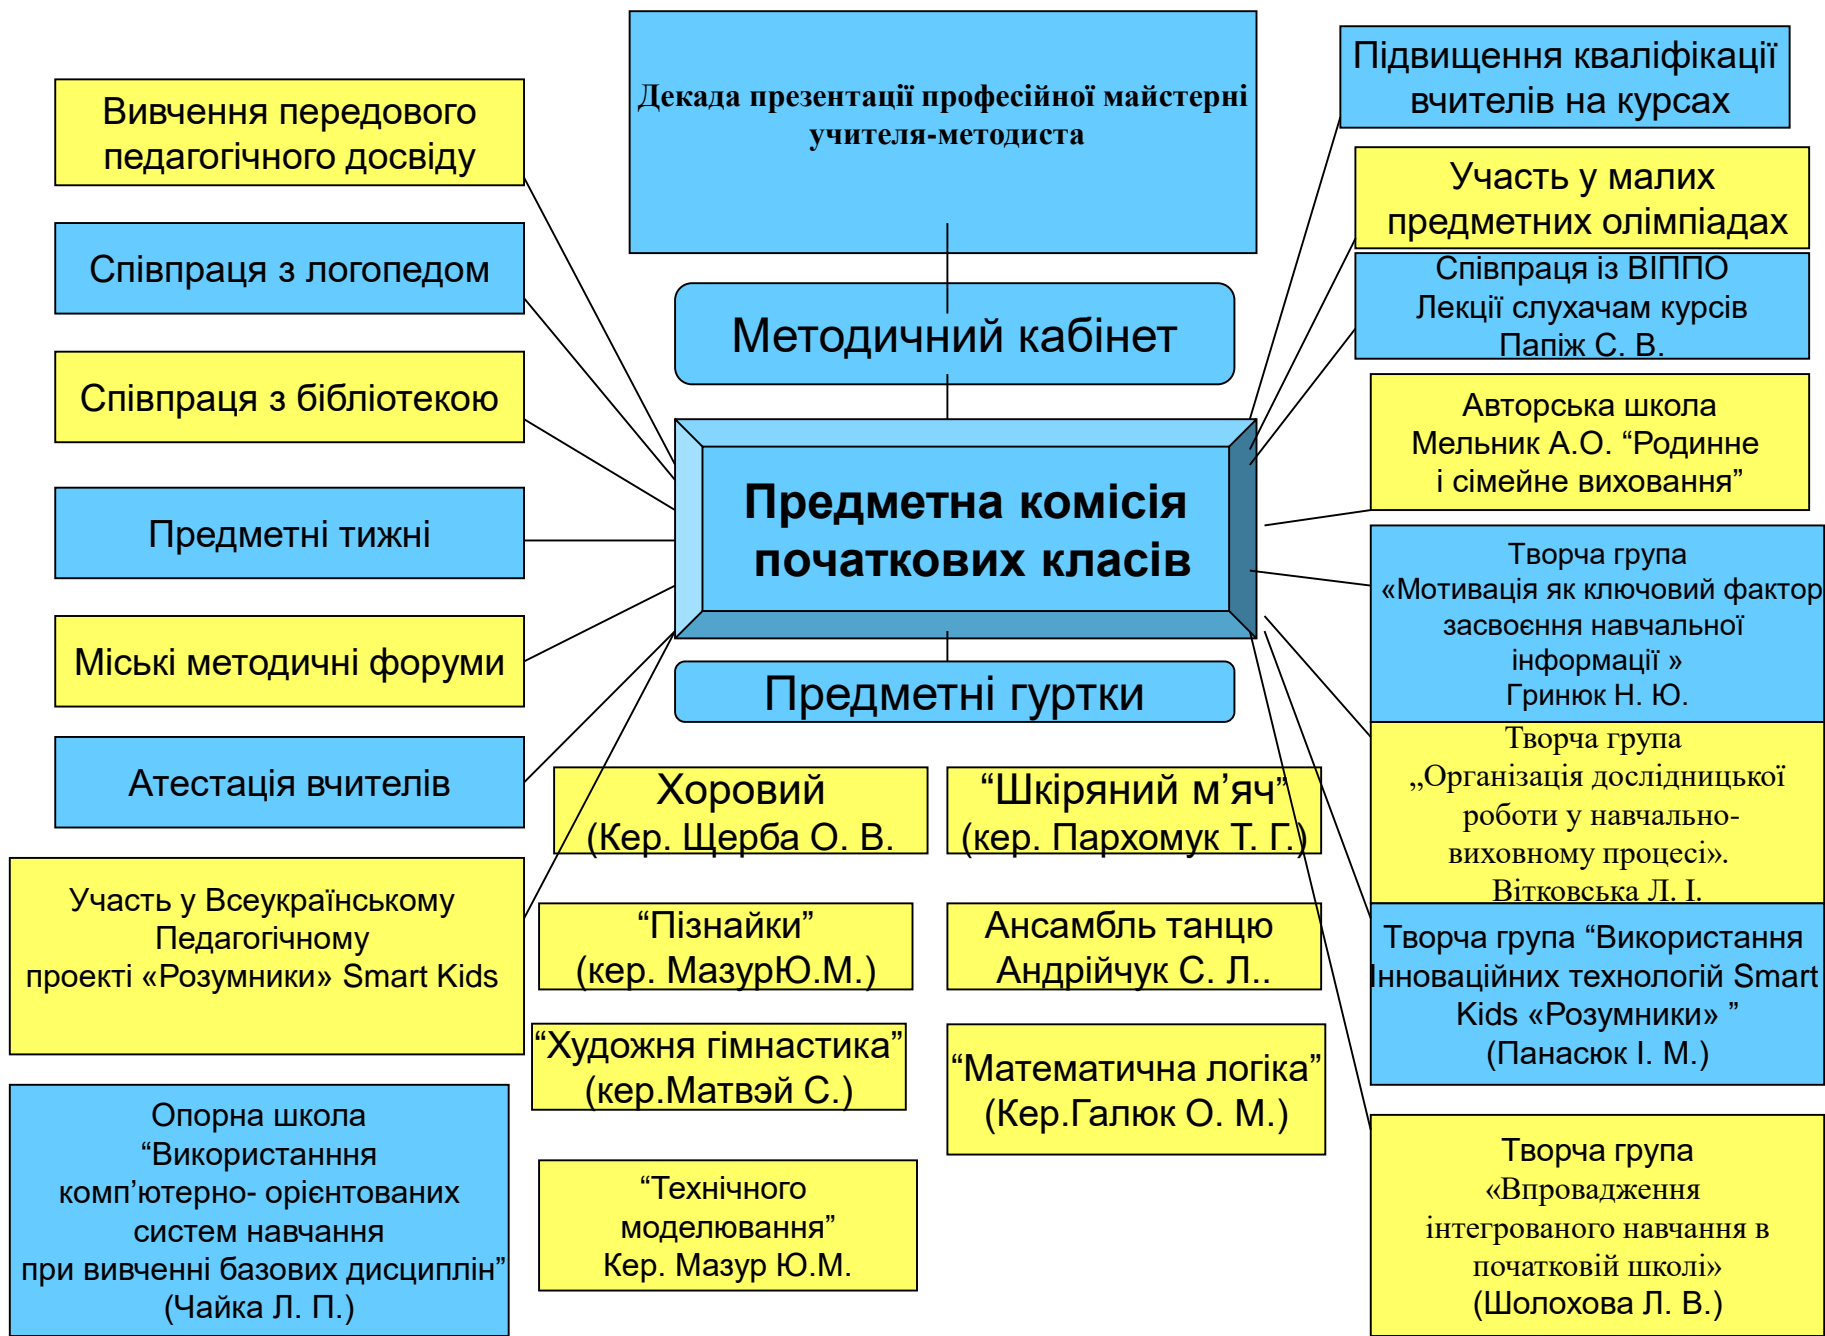 Декада презентації професійної майстерні
учителя-методиста
Підвищення кваліфікації
вчителів на курсах
Вивчення передового
педагогічного досвіду
Участь у малих
предметних олімпіадах
Співпраця з логопедом
Співпраця із ВІППО
Лекції слухачам курсів
Папіж С. В.
Методичний кабінет
Співпраця з бібліотекою
Авторська школа
Мельник А.О. “Родинне
і сімейне виховання”
Предметна комісія
початкових класів
Предметні тижні
Творча група
«Мотивація як ключовий фактор
засвоєння навчальної
інформації »
Гринюк Н. Ю.
Міські методичні форуми
Предметні гуртки
Творча група
„Організація дослідницької
роботи у навчально-
виховному процесі».
Вітковська Л. І.
Атестація вчителів
Хоровий
(Кер. Щерба О. В.
“Шкіряний м’яч”
(кер. Пархомук Т. Г.)
Участь у Всеукраїнському
Педагогічному
проекті «Розумники» Smart Kids
“Пізнайки”
(кер. МазурЮ.М.)
Ансамбль танцю
Андрійчук С. Л..
Творча група “Використання
Інноваційних технологій Smart
Kids «Розумники» ”
(Панасюк І. М.)
“Художня гімнастика”
(кер.Матвэй С.)
“Математична логіка”
(Кер.Галюк О. М.)
Опорна школа
“Використанння
комп’ютерно- орієнтованих
систем навчання
при вивченні базових дисциплін”
(Чайка Л. П.)
“Технічного
моделювання”
Кер. Мазур Ю.М.
Творча група
«Впровадження
інтегрованого навчання в
початковій школі»
(Шолохова Л. В.)